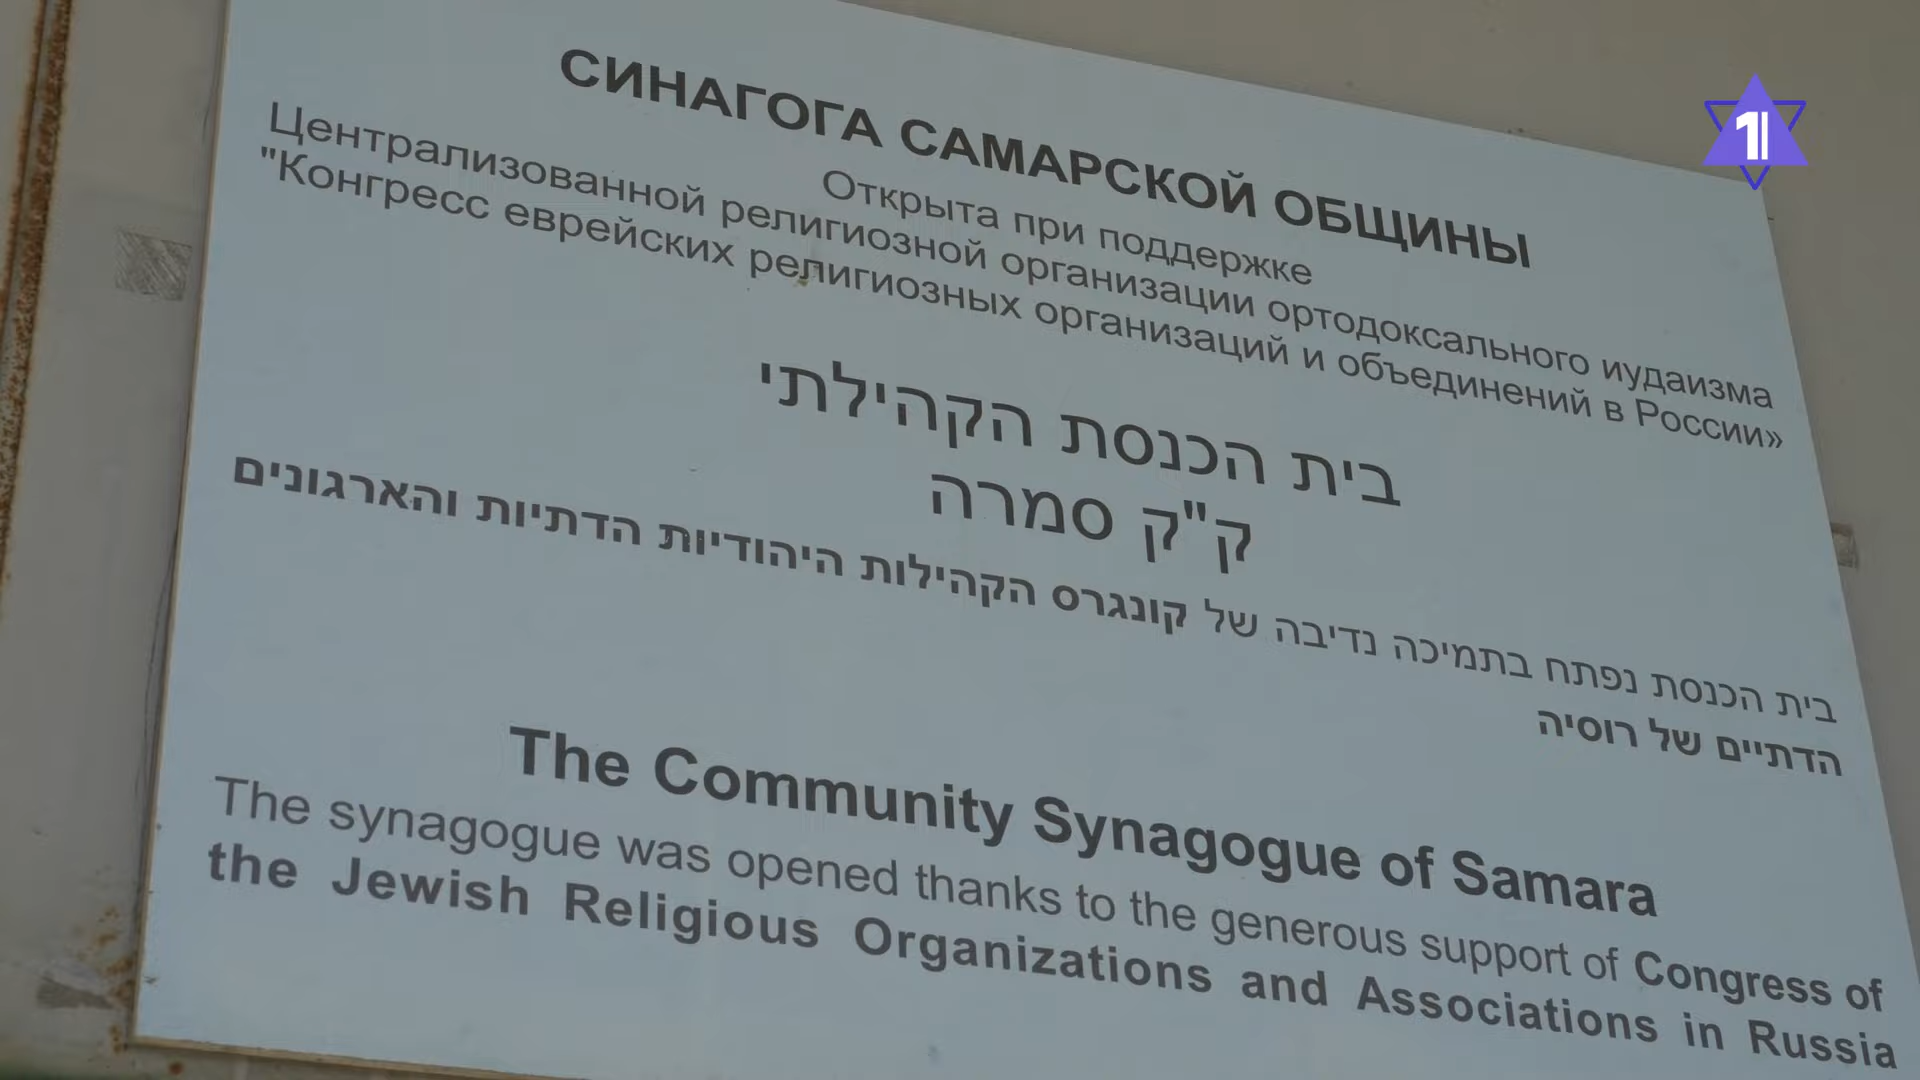 СИНАГОГА САМАРСКОЙ ОБЩИНЫ
Открыта при поддержке
Централизованной религиозной организации ортодоксального иудаизма
"Конгресс еврейских религиозных организаций и объединений в России»
בית הכנסת הקהילתי
ק"ק סמרה
בית הכנסת נפתח בתמיכה נדיבה של קונגרס הקהילות היהודיות הדתיות והארגונים
הדתיים של רוסיה
The Community Synagogue of Samara
The synagogue was opened thanks to the generous support of Congress of
the Jewish Religious Organizations and Associations in Russia
1